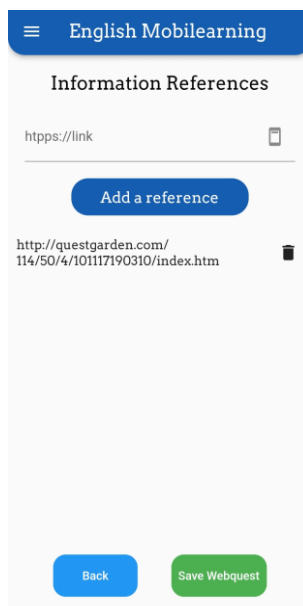 English Mobilearning
Information References
htpps://link
Add a reference
http://questgarden.com/
114/50/4/101117190310/index.htm
Back
Save Webquest